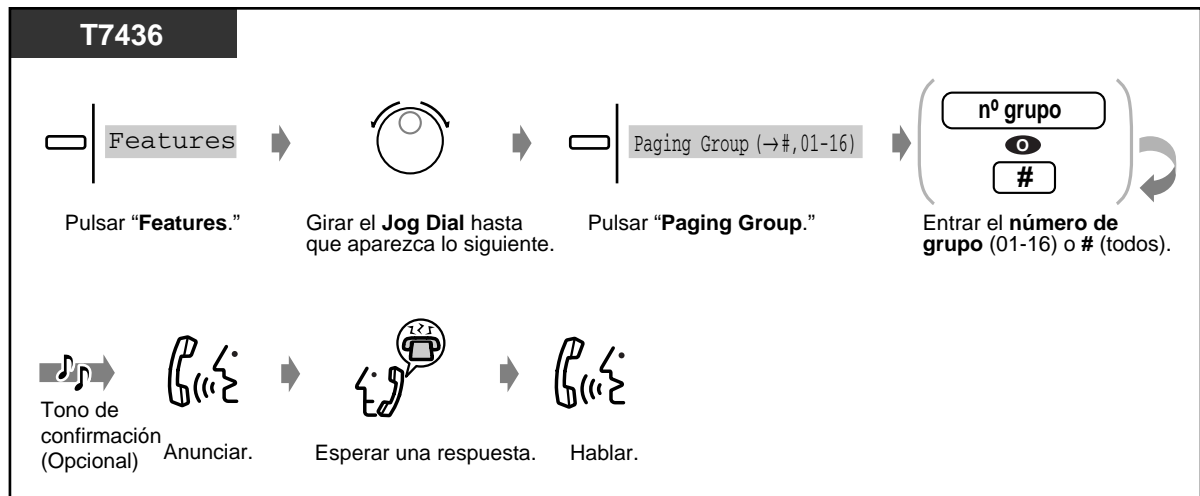 T7436
Features
Paging Group (→#,01-16)
nº grupo
o
#
Pulsar “Features.”
Girar el Jog Dial hasta
que aparezca lo siguiente.
Pulsar “Paging Group.”
Entrar el número de
grupo (01-16) o # (todos).
Tono de
confirmación
(Opcional)
Anunciar.
Esperar una respuesta.
Hablar.